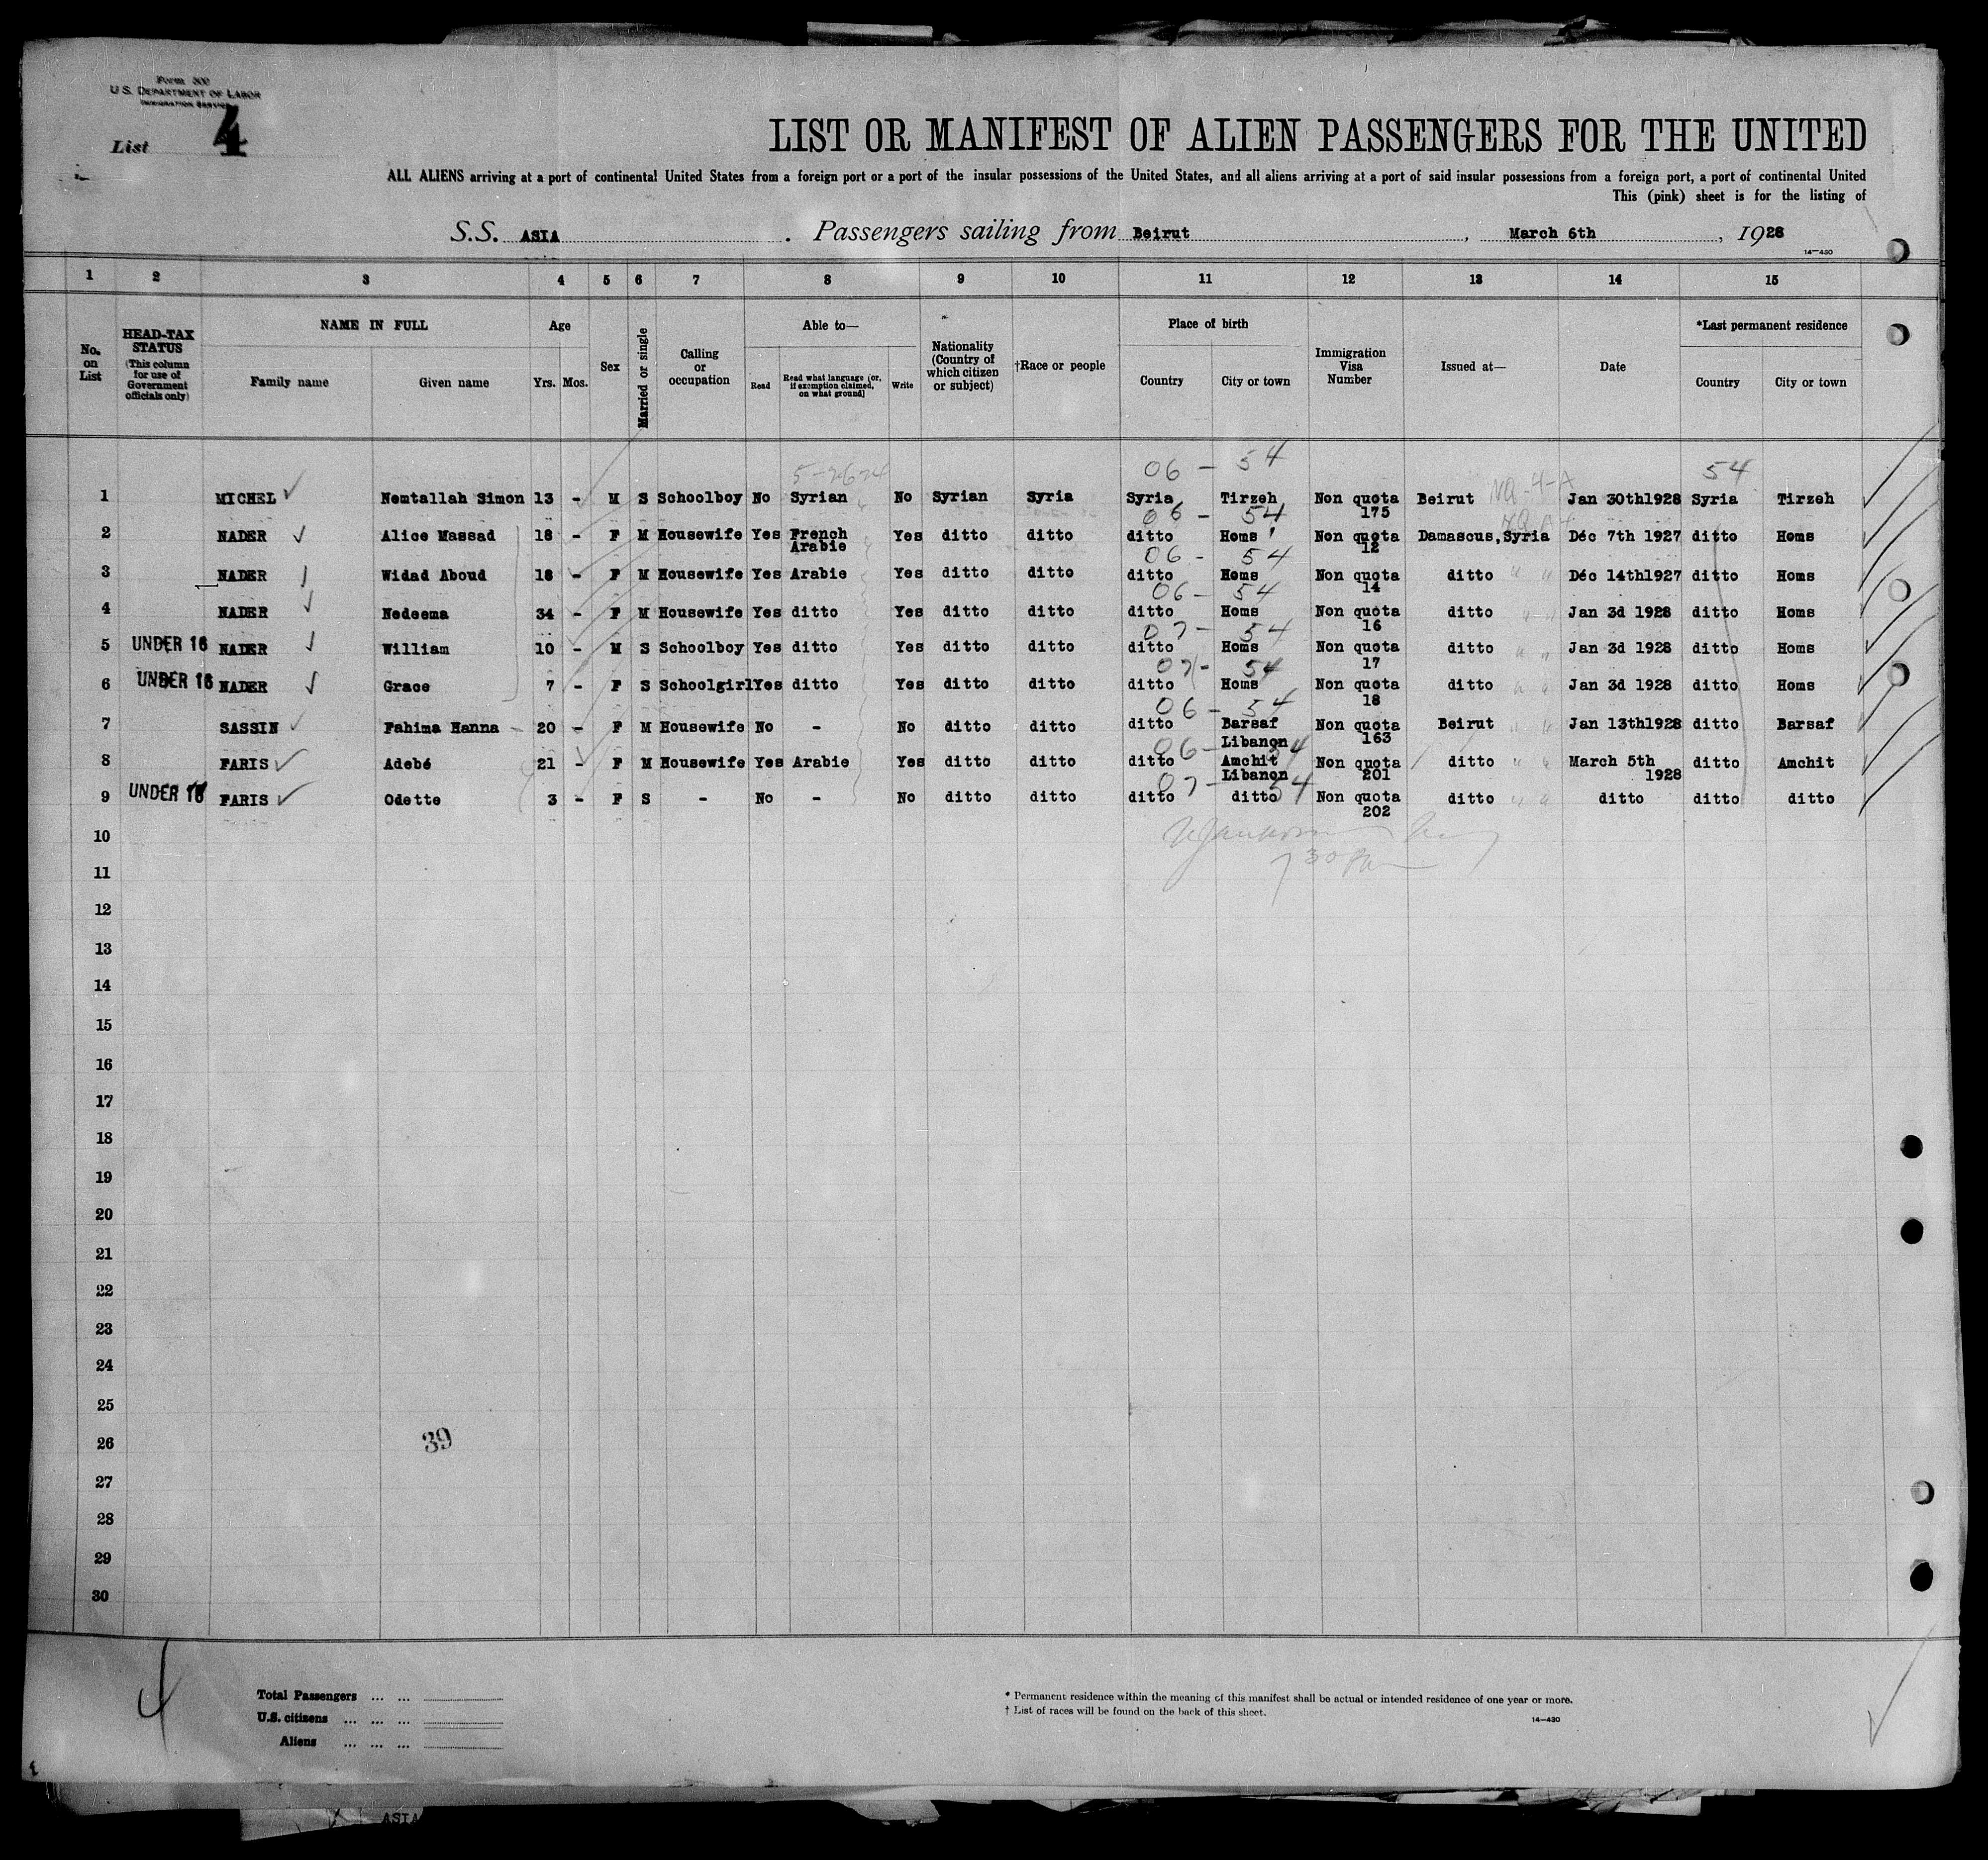 Form 500
U.S. DEPARTMENT OF LABOR
IMMIGRATION SERVICE
List 4
LIST OR MANIFEST OF ALIEN PASSENGERS FOR THE UNITED
ALL ALIENS arriving at a port of continental United States from a foreign port or a port of the insular possessions of the United States, and all aliens arriving at a port of said insular possessions from a foreign port, a port of continental United
This (pink) sheet is for the listing of
S.S. ASIA . Passengers sailing from Beirut , March 6th , 1928
14—430
1 2 3 4 5 6 7 8 9 10 11 12 13 14 15
No. on List
HEAD-TAX STATUS
(This column for use of Government officials only)
NAME IN FULL
Family name Given name
Age
Yrs. Mos.
Sex
Married or single
Calling or occupation
Able to—
Read Read what language (or, if exemption claimed, on what ground) Write
Nationality (Country of which citizen or subject)
†Race or people
Place of birth
Country City or town
Immigration Visa Number
Issued at—
Date
*Last permanent residence
Country City or town
5-2624 06 - 54 NQ-4-A 54
1 MICHEL Nemtallah Simon 13 - M S Schoolboy No Syrian No Syrian Syria Syria Tirzeh Non quota 175 Beirut Jan 30th1928 Syria Tirzeh
06 - 54
2 NADER Alice Massad 18 - F M Housewife Yes French Arabie Yes ditto ditto ditto Homs Non quota 12 Damascus, Syria Déc 7th 1927 ditto Homs
06 - 54
3 NADER Widad Aboud 18 - F M Housewife Yes Arabie Yes ditto ditto ditto Homs Non quota 14 ditto " " Déc 14th1927 ditto Homs
06 - 54
4 NADER Nedeema 34 - F M Housewife Yes ditto Yes ditto ditto ditto Homs Non quota 16 ditto " " Jan 3d 1928 ditto Homs
07 - 54
5 UNDER 16 NADER William 10 - M S Schoolboy Yes ditto Yes ditto ditto ditto Homs Non quota 17 ditto " " Jan 3d 1928 ditto Homs
07 - 54
6 UNDER 16 NADER Grace 7 - F S Schoolgirl Yes ditto Yes ditto ditto ditto Homs Non quota 18 ditto " " Jan 3d 1928 ditto Homs
06 - 54
7 SASSIN Fahima Hanna 20 - F M Housewife No - No ditto ditto ditto Barsaf Libanon Non quota 163 Beirut " " Jan 13th1928 ditto Barsaf
06 - 54
8 FARIS Adebé 21 - F M Housewife Yes Arabie Yes ditto ditto ditto Amchit Libanon Non quota 201 ditto " " March 5th 1928 ditto Amchit
07 - 54
9 UNDER 16 FARIS Odette 3 - F S - No - No ditto ditto ditto ditto Non quota 202 ditto " " ditto ditto ditto
10
730 Pm
11
12
13
14
15
16
17
18
19
20
21
22
23
24
25
39
26
27
28
29
30
4
Total Passengers ... ...
U.S. citizens ... ... ...
Aliens ... ... ...
* Permanent residence within the meaning of this manifest shall be actual or intended residence of one year or more.
† List of races will be found on the back of this sheet.
14—430
ASIA